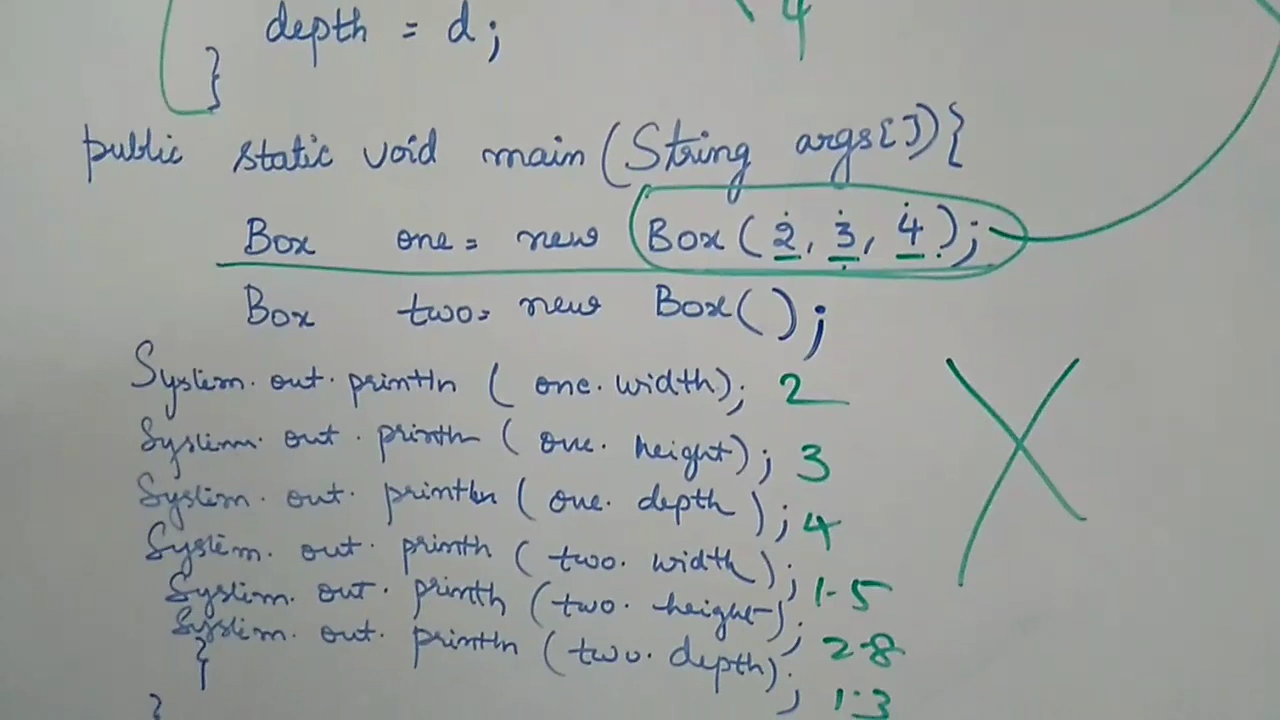 depth = d; 4
}
public static void main (String args[]){
Box one = new Box ( 2, 3, 4 );
Box two = new Box ( );
System.out.println ( one.width); 2
System.out.println ( one.height); 3
System.out.println ( one.depth ); 4
System.out.println ( two.width); 1.5
System.out.println (two.height); 2.8
System.out.println (two.depth); 1.3
}
}